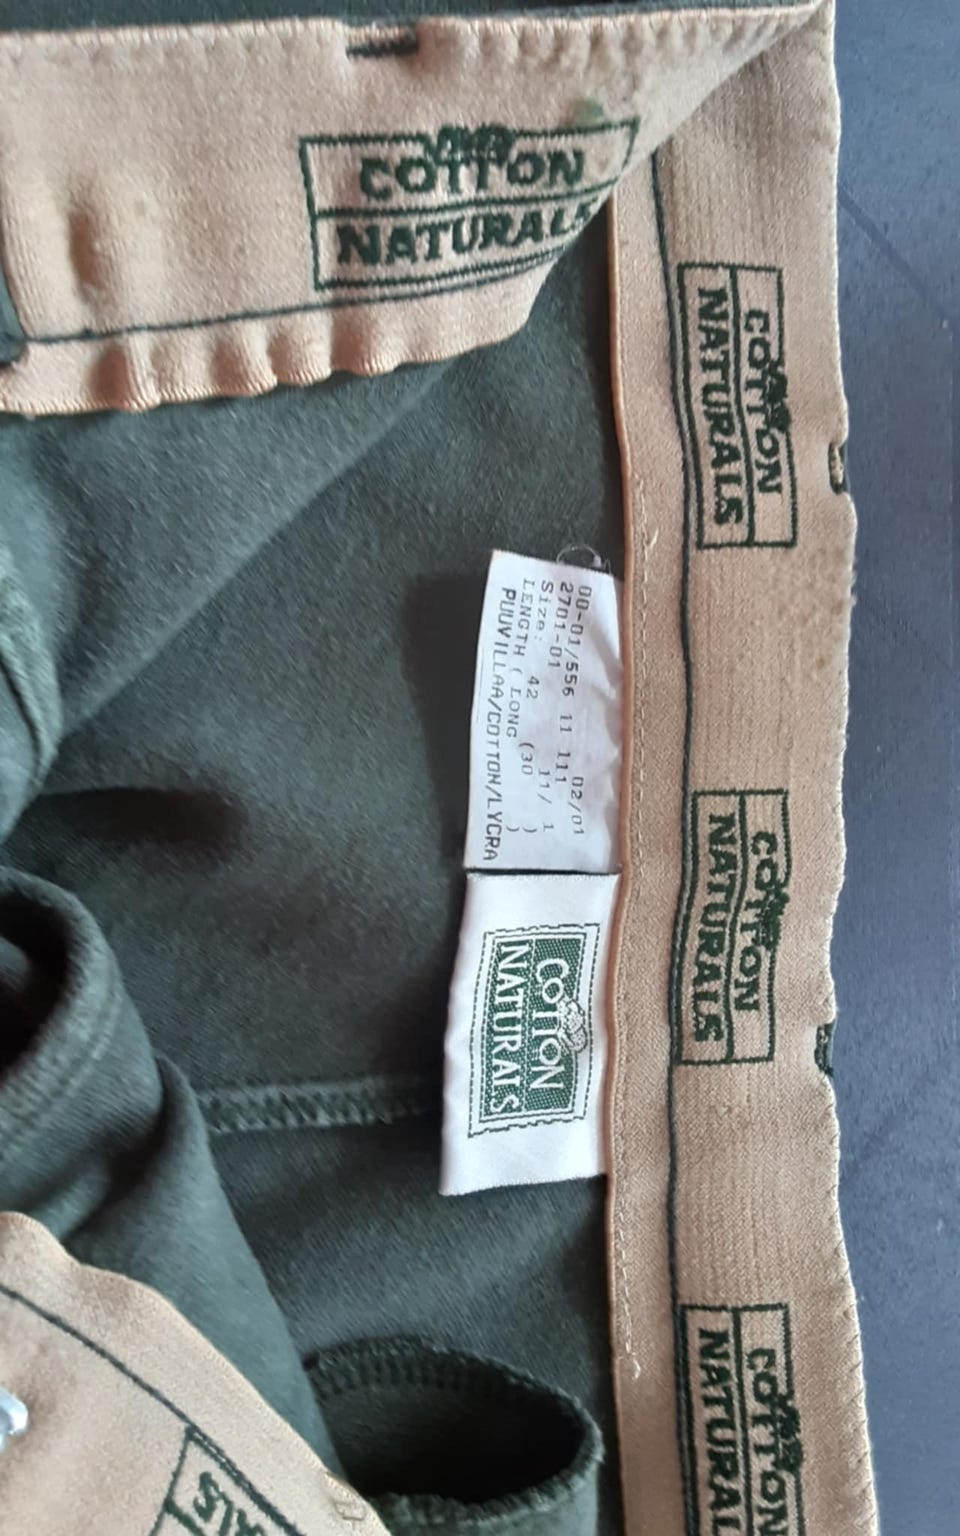 COTTON
NATURALS
COTTON
NATURALS
00-01/556 11 02/01
2701-01 111
Size: 42 11/ 1
LENGTH ( LONG (30 )
PUUVILLAA/COTTON/LYCRA
COTTON
NATURALS
COTTON
NATURALS
COTTON
NATURAL